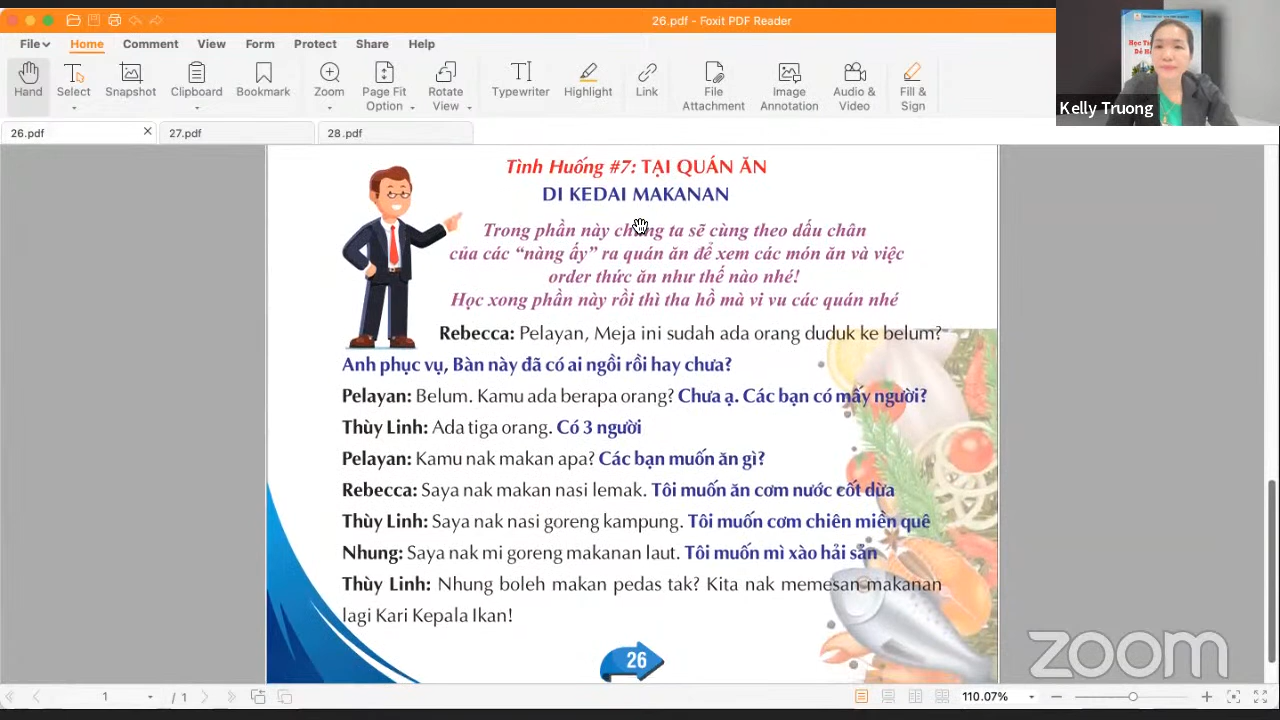 26.pdf - Foxit PDF Reader
File Home Comment View Form Protect Share Help
Hand Select Snapshot Clipboard Bookmark Zoom Page Fit Option Rotate View Typewriter Highlight Link File Attachment Image Annotation Audio & Video Fill & Sign
Kelly Truong
26.pdf 27.pdf 28.pdf
Tình Huống #7: TẠI QUÁN ĂN
DI KEDAI MAKANAN
Trong phần này chúng ta sẽ cùng theo dấu chân
của các “nàng ấy” ra quán ăn để xem các món ăn và việc
order thức ăn như thế nào nhé!
Học xong phần này rồi thì tha hồ mà vi vu các quán nhé
Rebecca: Pelayan, Meja ini sudah ada orang duduk ke belum?
Anh phục vụ, Bàn này đã có ai ngồi rồi hay chưa?
Pelayan: Belum. Kamu ada berapa orang? Chưa ạ. Các bạn có mấy người?
Thùy Linh: Ada tiga orang. Có 3 người
Pelayan: Kamu nak makan apa? Các bạn muốn ăn gì?
Rebecca: Saya nak makan nasi lemak. Tôi muốn ăn cơm nước cốt dừa
Thùy Linh: Saya nak nasi goreng kampung. Tôi muốn cơm chiên miền quê
Nhung: Saya nak mi goreng makanan laut. Tôi muốn mì xào hải sản
Thùy Linh: Nhung boleh makan pedas tak? Kita nak memesan makanan
lagi Kari Kepala Ikan!
26
zoom
1 / 1 110.07%